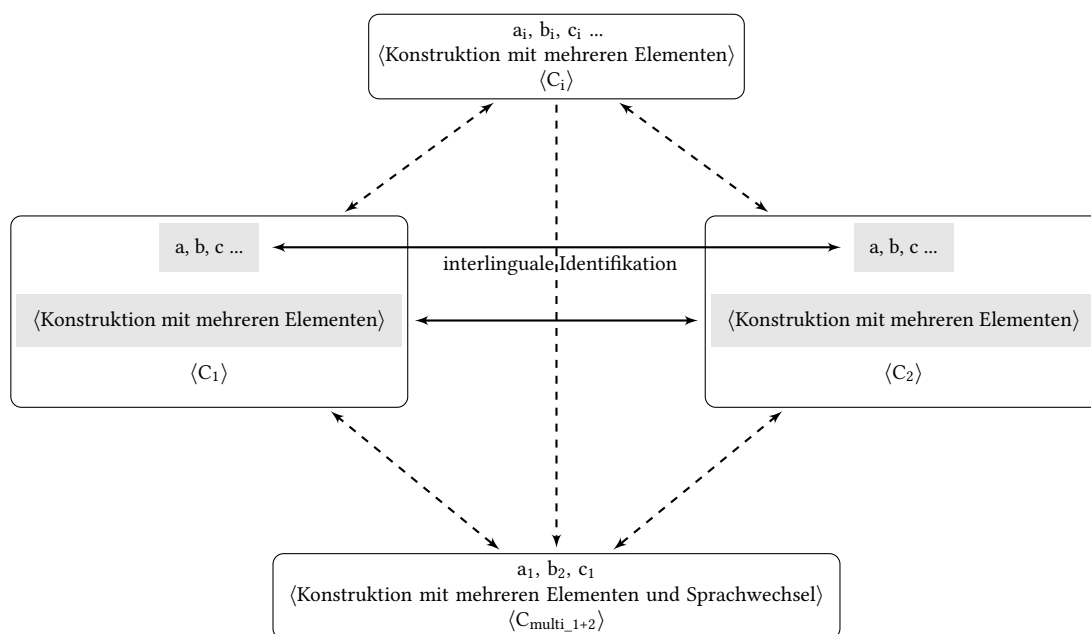 aᵢ, bᵢ, cᵢ ...
⟨Konstruktion mit mehreren Elementen⟩
⟨Cᵢ⟩
a, b, c ...
a, b, c ...
interlinguale Identifikation
⟨Konstruktion mit mehreren Elementen⟩
⟨Konstruktion mit mehreren Elementen⟩
⟨C₁⟩
⟨C₂⟩
a₁, b₂, c₁
⟨Konstruktion mit mehreren Elementen und Sprachwechsel⟩
⟨Cmulti_1+2⟩